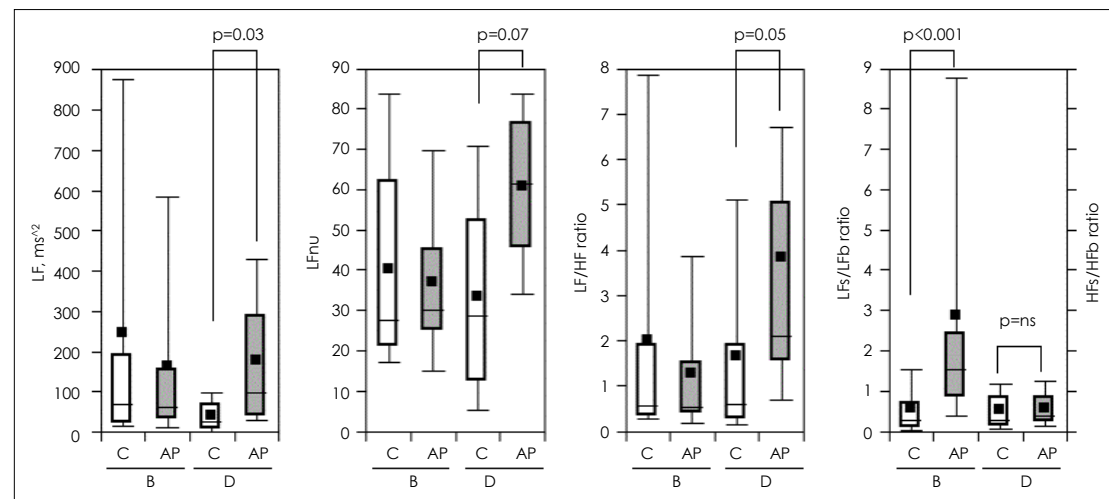 p=0.03
p=0.07
p=0.05
p<0.001
900
800
700
600
500
400
300
200
100
0
LF, ms^2
C AP C AP
B D
90
80
70
60
50
40
30
20
10
0
LFnu
C AP C AP
B D
8
7
6
5
4
3
2
1
0
LF/HF ratio
C AP C AP
B D
9
8
7
6
5
4
3
2
1
0
LFs/LFb ratio
p=ns
HFs/HFb ratio
C AP C AP
B D